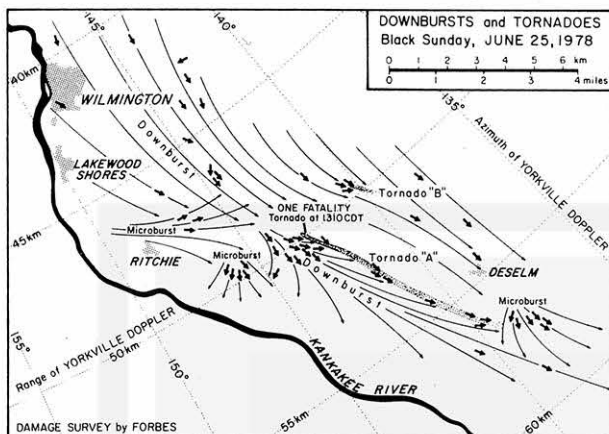 DOWNBURSTS and TORNADOES
Black Sunday, JUNE 25, 1978
0 1 2 3 4 5 6 km
0 1 2 3 4 miles
145°
140°
135°
Azimuth of YORKVILLE DOPPLER
40km
WILMINGTON
Downburst
LAKEWOOD
SHORES
Tornado "B"
ONE FATALITY
Tornado at 1310CDT
45km
Microburst
RITCHIE
Microburst
Tornado "A"
Downburst
DESELM
Microburst
155°
Range of YORKVILLE DOPPLER
50km
150°
KANKAKEE RIVER
55km
60km
DAMAGE SURVEY by FORBES